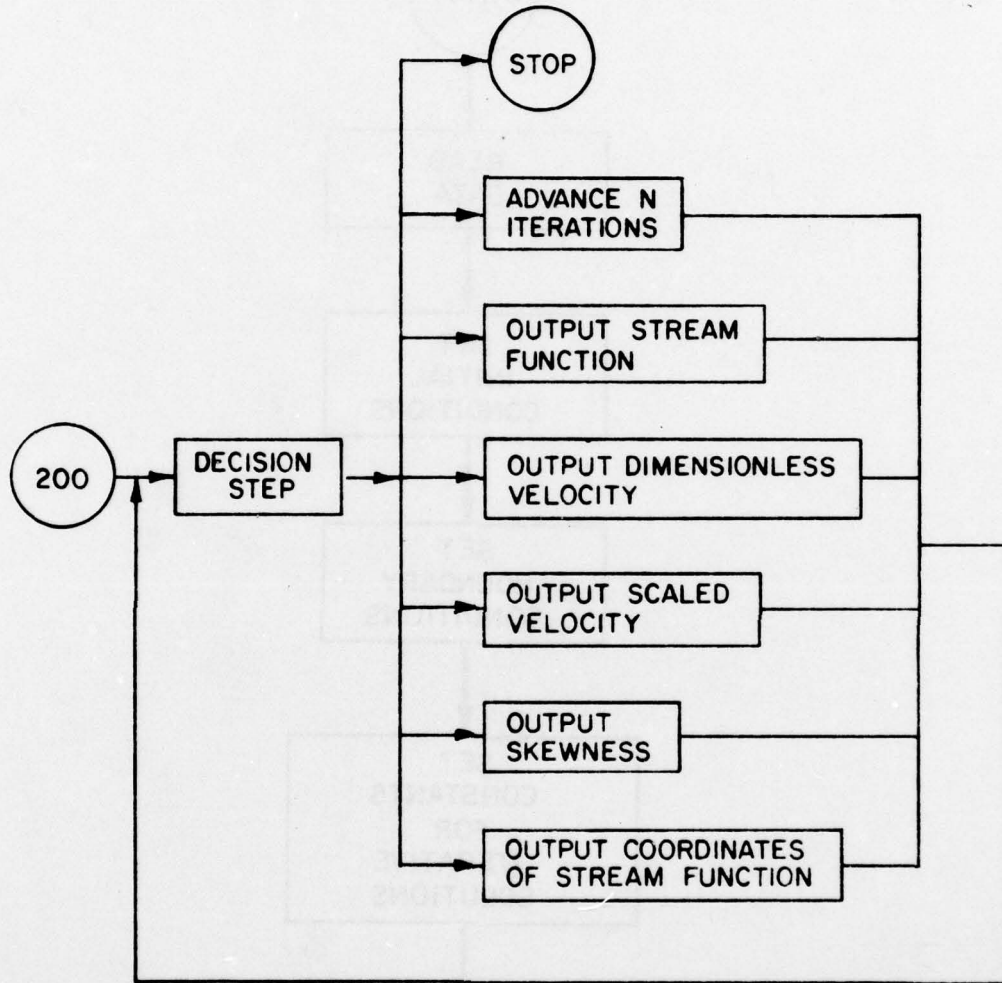 STOP
ADVANCE N
ITERATIONS
OUTPUT STREAM
FUNCTION
200
DECISION
STEP
OUTPUT DIMENSIONLESS
VELOCITY
OUTPUT SCALED
VELOCITY
OUTPUT
SKEWNESS
OUTPUT COORDINATES
OF STREAM FUNCTION